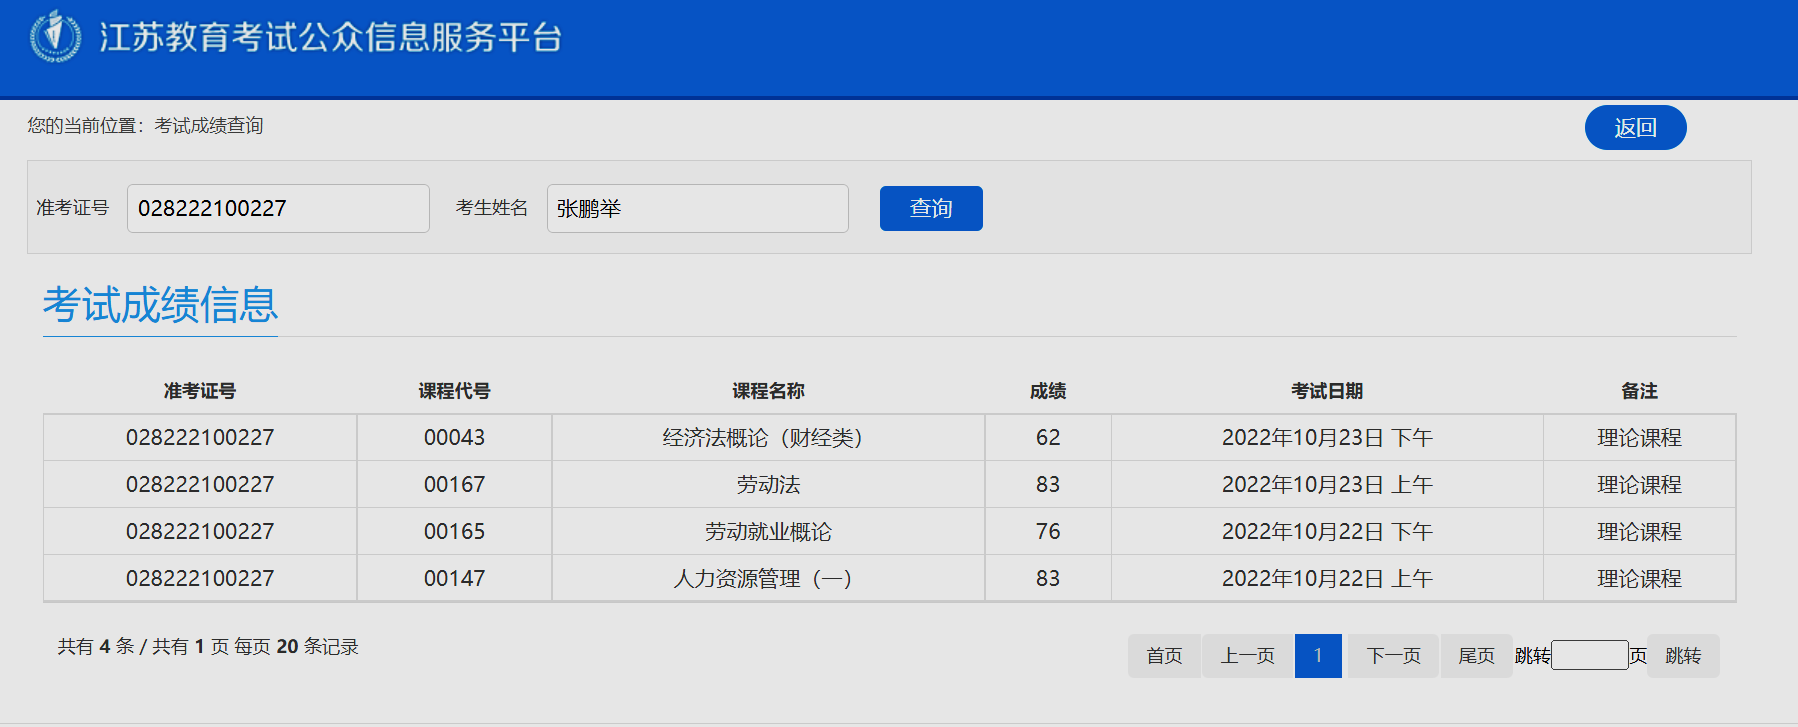 江苏教育考试公众信息服务平台
您的当前位置：考试成绩查询
返回
准考证号 028222100227 考生姓名 张鹏举 查询
考试成绩信息
准考证号 课程代号 课程名称 成绩 考试日期 备注
028222100227 00043 经济法概论（财经类） 62 2022年10月23日 下午 理论课程
028222100227 00167 劳动法 83 2022年10月23日 上午 理论课程
028222100227 00165 劳动就业概论 76 2022年10月22日 下午 理论课程
028222100227 00147 人力资源管理（一） 83 2022年10月22日 上午 理论课程
共有 4 条 / 共有 1 页 每页 20 条记录
首页 上一页 1 下一页 尾页 跳转 页 跳转